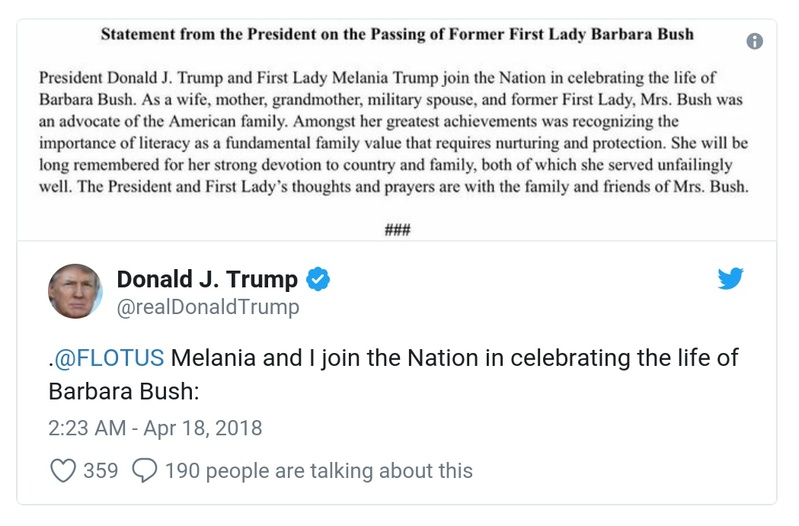 Statement from the President on the Passing of Former First Lady Barbara Bush
President Donald J. Trump and First Lady Melania Trump join the Nation in celebrating the life of
Barbara Bush. As a wife, mother, grandmother, military spouse, and former First Lady, Mrs. Bush was
an advocate of the American family. Amongst her greatest achievements was recognizing the
importance of literacy as a fundamental family value that requires nurturing and protection. She will be
long remembered for her strong devotion to country and family, both of which she served unfailingly
well. The President and First Lady’s thoughts and prayers are with the family and friends of Mrs. Bush.
###
Donald J. Trump
@realDonaldTrump
.@FLOTUS Melania and I join the Nation in celebrating the life of
Barbara Bush:
2:23 AM - Apr 18, 2018
359 190 people are talking about this